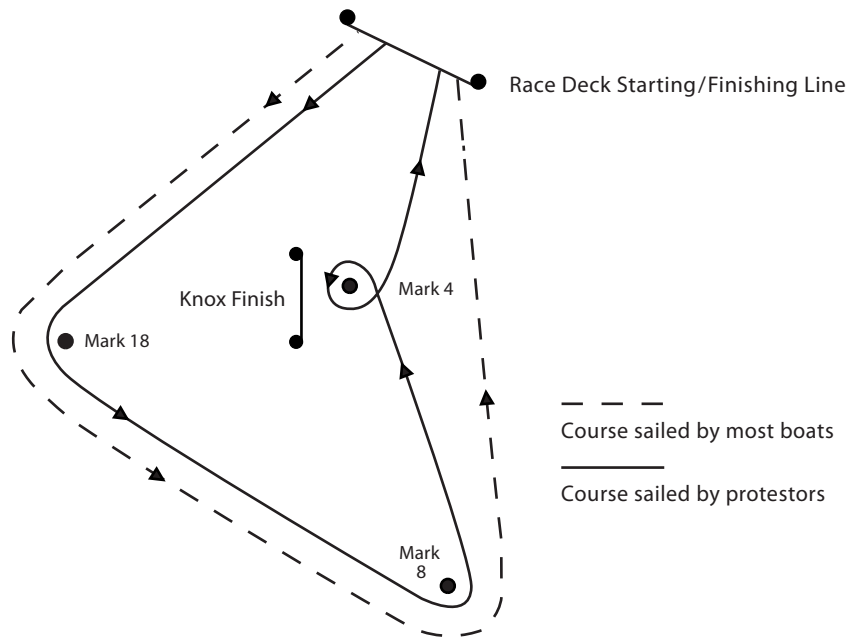 Race Deck Starting/Finishing Line
Knox Finish
Mark 4
Mark 18
Course sailed by most boats
Course sailed by protestors
Mark
8